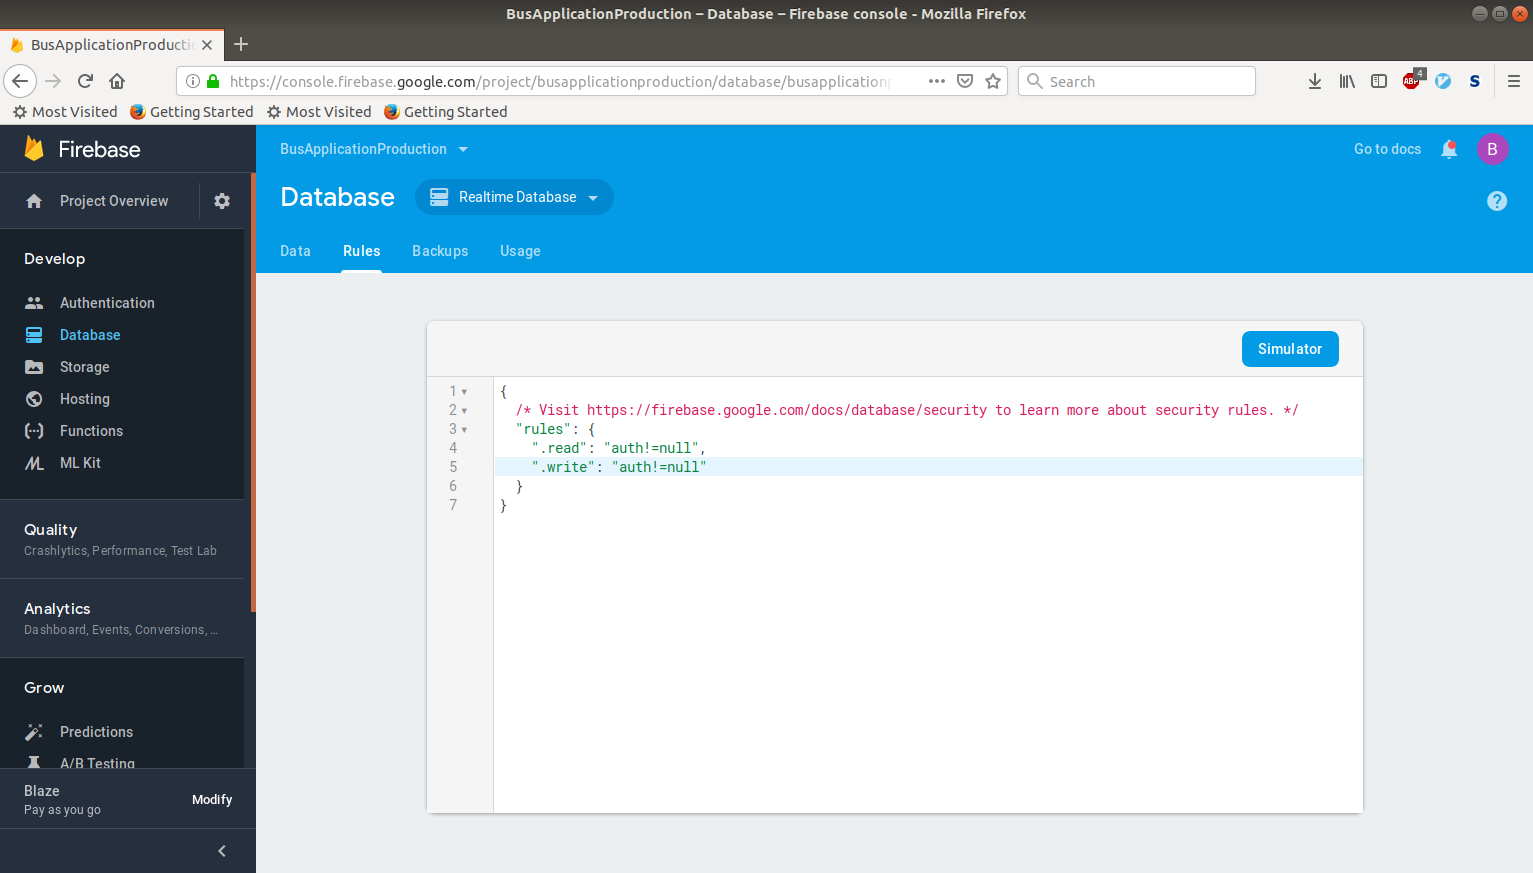 BusApplicationProduction – Database – Firebase console - Mozilla Firefox
BusApplicationProducti
https://console.firebase.google.com/project/busapplicationproduction/database/busapplication
Search
4
ABP
S
Most Visited
Getting Started
Most Visited
Getting Started
Firebase
BusApplicationProduction
Go to docs
B
Project Overview
Database
Realtime Database
?
Data
Rules
Backups
Usage
Develop
Authentication
Database
Storage
Hosting
Functions
ML Kit
Quality
Crashlytics, Performance, Test Lab
Analytics
Dashboard, Events, Conversions, ...
Grow
Predictions
A/B Testing
Blaze
Pay as you go
Modify
Simulator
1 {
2 /* Visit https://firebase.google.com/docs/database/security to learn more about security rules. */
3 "rules": {
4 ".read": "auth!=null",
5 ".write": "auth!=null"
6 }
7 }